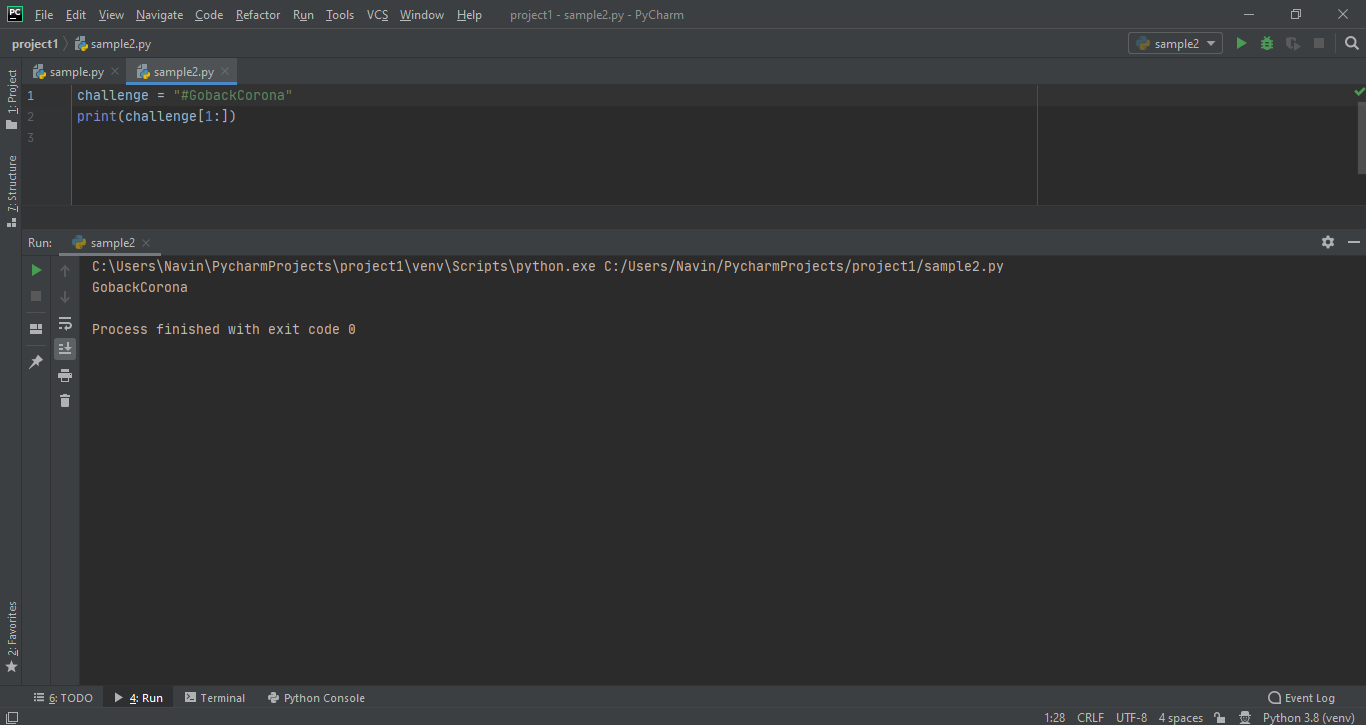 PC File Edit View Navigate Code Refactor Run Tools VCS Window Help project1 - sample2.py - PyCharm
project1 sample2.py sample2
1: Project
sample.py sample2.py
1 challenge = "#GobackCorona"
2 print(challenge[1:])
3
7: Structure
Run: sample2
C:\Users\Navin\PycharmProjects\project1\venv\Scripts\python.exe C:/Users/Navin/PycharmProjects/project1/sample2.py
GobackCorona
Process finished with exit code 0
2: Favorites
6: TODO 4: Run Terminal Python Console Event Log
1:28 CRLF UTF-8 4 spaces Python 3.8 (venv)